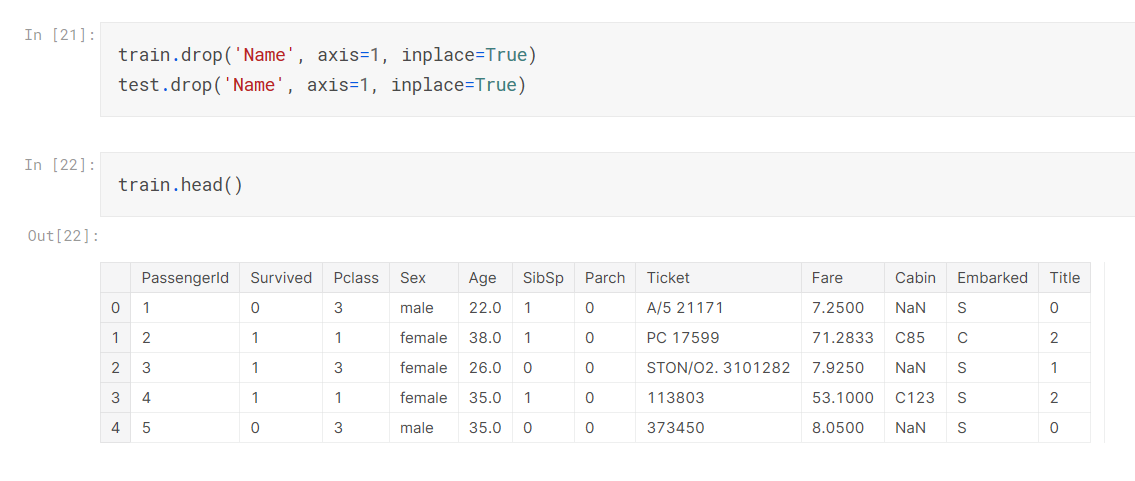 In [21]:
train.drop('Name', axis=1, inplace=True)
test.drop('Name', axis=1, inplace=True)
In [22]:
train.head()
Out[22]:
PassengerId Survived Pclass Sex Age SibSp Parch Ticket Fare Cabin Embarked Title
0 1 0 3 male 22.0 1 0 A/5 21171 7.2500 NaN S 0
1 2 1 1 female 38.0 1 0 PC 17599 71.2833 C85 C 2
2 3 1 3 female 26.0 0 0 STON/O2. 3101282 7.9250 NaN S 1
3 4 1 1 female 35.0 1 0 113803 53.1000 C123 S 2
4 5 0 3 male 35.0 0 0 373450 8.0500 NaN S 0